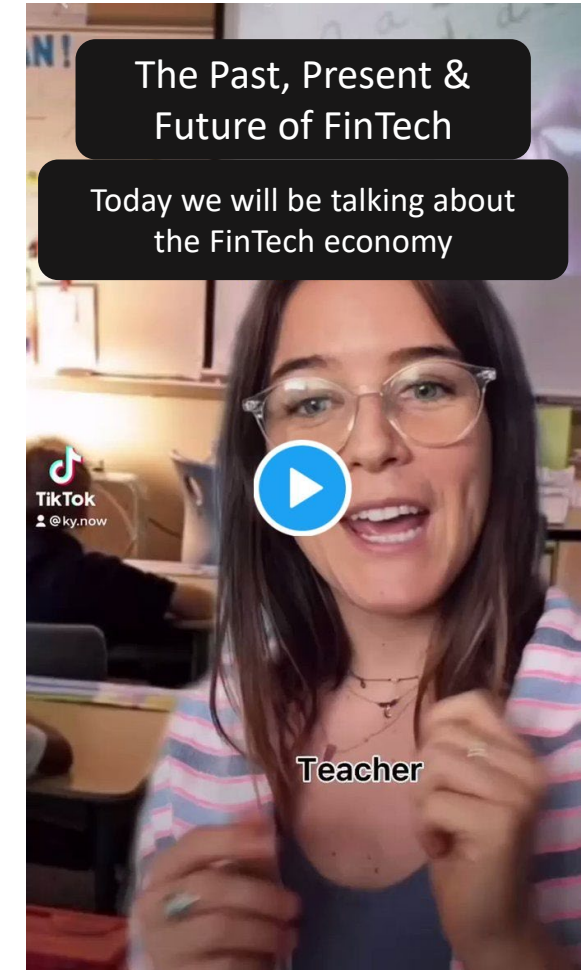 N!
The Past, Present &
Future of FinTech
Today we will be talking about
the FinTech economy
TikTok
@ky.now
Teacher